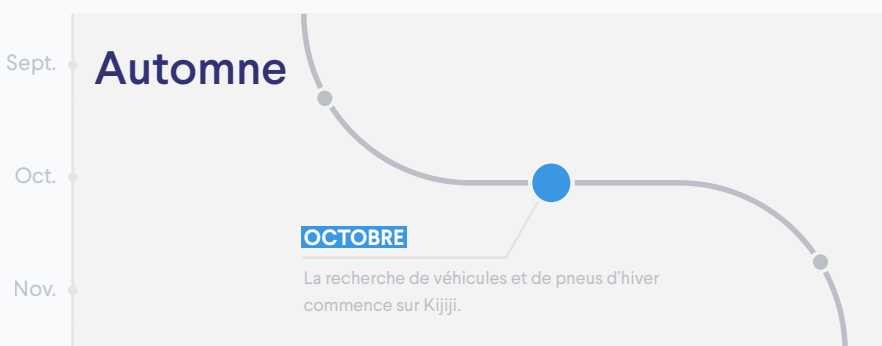 Sept.
Automne
Oct.
OCTOBRE
La recherche de véhicules et de pneus d'hiver
commence sur Kijiji.
Nov.